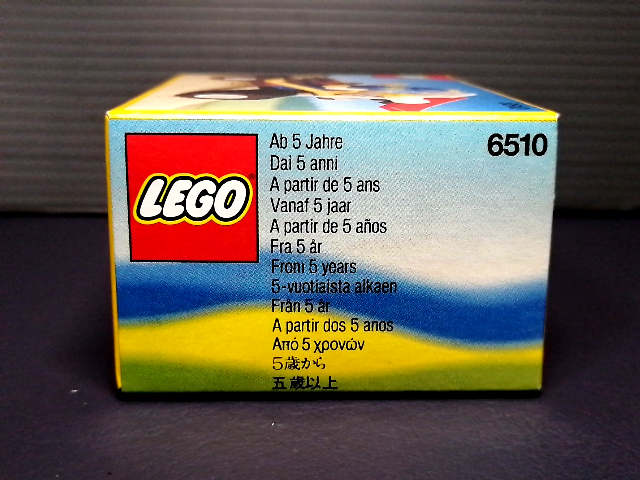 LEGO
Ab 5 Jahre
Dai 5 anni
A partir de 5 ans
Vanaf 5 jaar
A partir de 5 años
Fra 5 år
From 5 years
5-vuotiaista alkaen
Från 5 år
A partir dos 5 anos
Από 5 χρονών
5歳から
五歲以上
6510